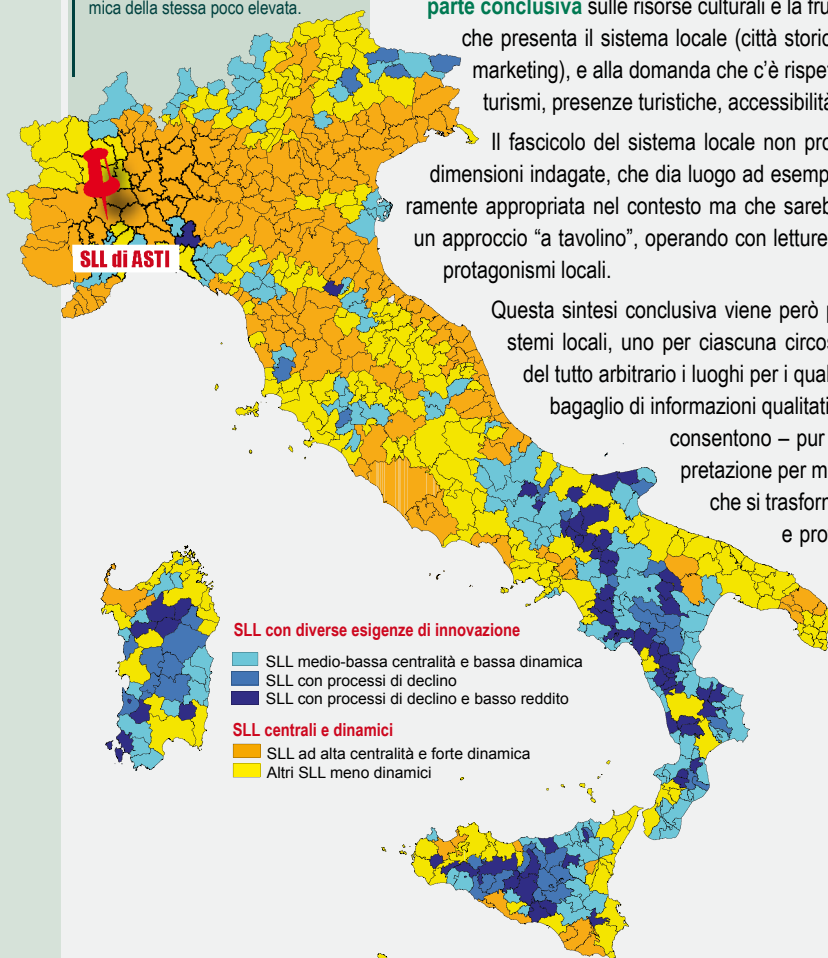 mica della stessa poco elevata.
parte conclusiva sulle risorse culturali e la fru
che presenta il sistema locale (città storic
marketing), e alla domanda che c'è rispet
turismi, presenze turistiche, accessibilità
Il fascicolo del sistema locale non pro
dimensioni indagate, che dia luogo ad esemp
ramente appropriata nel contesto ma che sareb
un approccio "a tavolino", operando con letture
protagonismi locali.
Questa sintesi conclusiva viene però p
stemi locali, uno per ciascuna circos
del tutto arbitrario i luoghi per i qual
bagaglio di informazioni qualitati
consentono – pur
pretazione per m
che si trasform
e pro
SLL di ASTI
SLL con diverse esigenze di innovazione
SLL medio-bassa centralità e bassa dinamica
SLL con processi di declino
SLL con processi di declino e basso reddito
SLL centrali e dinamici
SLL ad alta centralità e forte dinamica
Altri SLL meno dinamici